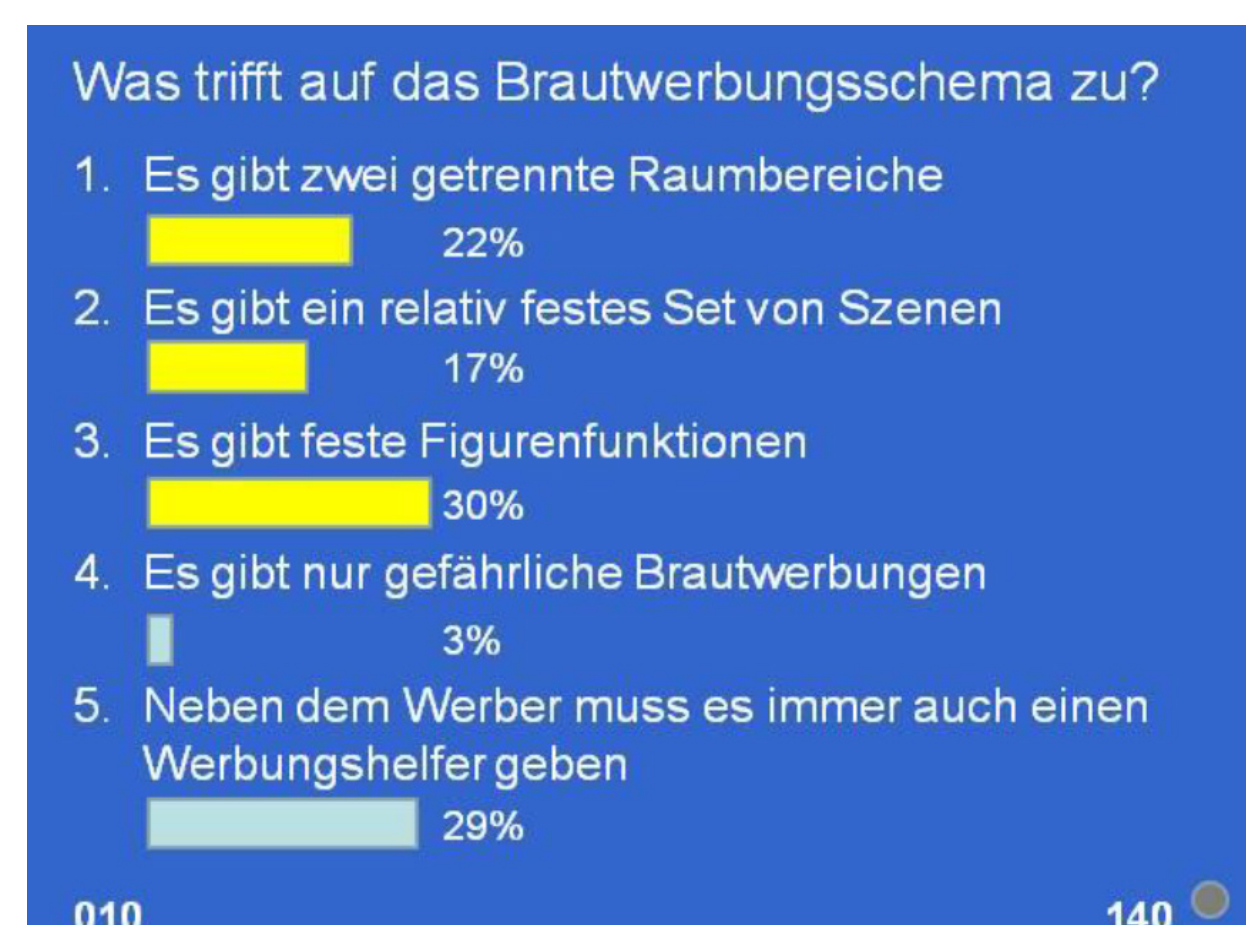 Was trifft auf das Brautwerbungsschema zu?
1. Es gibt zwei getrennte Raumbereiche
22%
2. Es gibt ein relativ festes Set von Szenen
17%
3. Es gibt feste Figurenfunktionen
30%
4. Es gibt nur gefährliche Brautwerbungen
3%
5. Neben dem Werber muss es immer auch einen
Werbungshelfer geben
29%
010
140